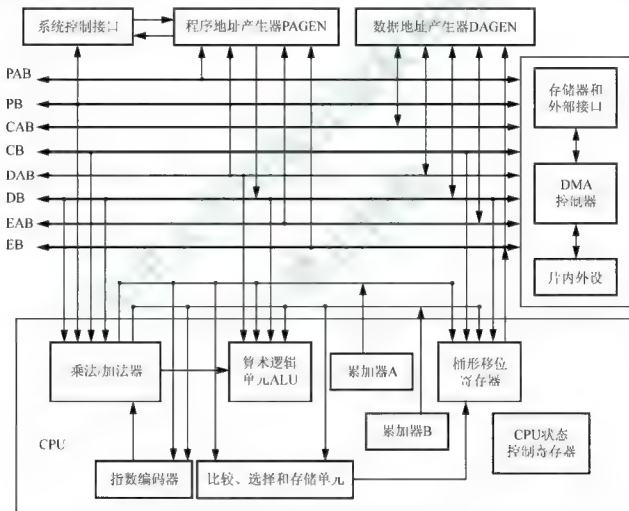 系统控制接口
程序地址产生器PAGEN
数据地址产生器DAGEN
PAB
PB
CAB
CB
DAB
DB
EAB
EB
存储器和
外部接口
DMA
控制器
片内外设
乘法/加法器
算术逻辑
单元ALU
累加器A
桶形移位
寄存器
累加器B
CPU
CPU状态
控制寄存器
指数编码器
比较、选择和存储单元